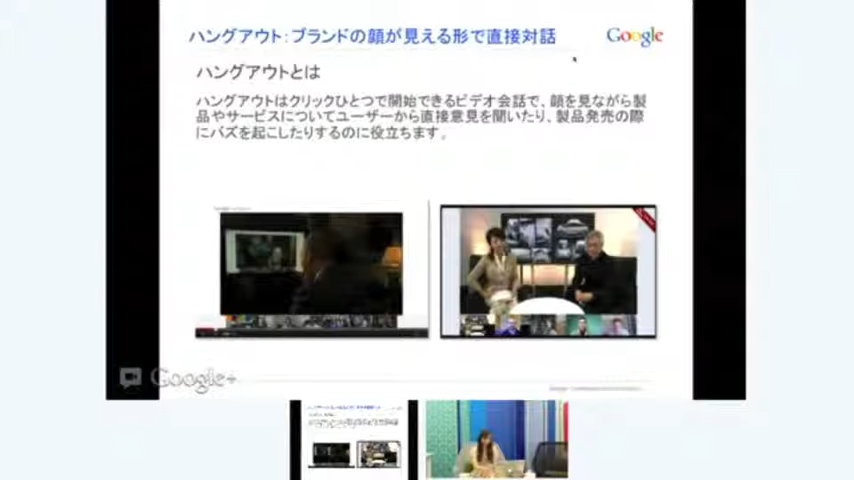 ハングアウト：ブランドの顔が見える形で直接対話
Google
ハングアウトとは
ハングアウトはクリックひとつで開始できるビデオ会話で、顔を見ながら製
品やサービスについてユーザーから直接意見を聞いたり、製品発売の際
にバズを起こしたりするのに役立ちます。
Google+